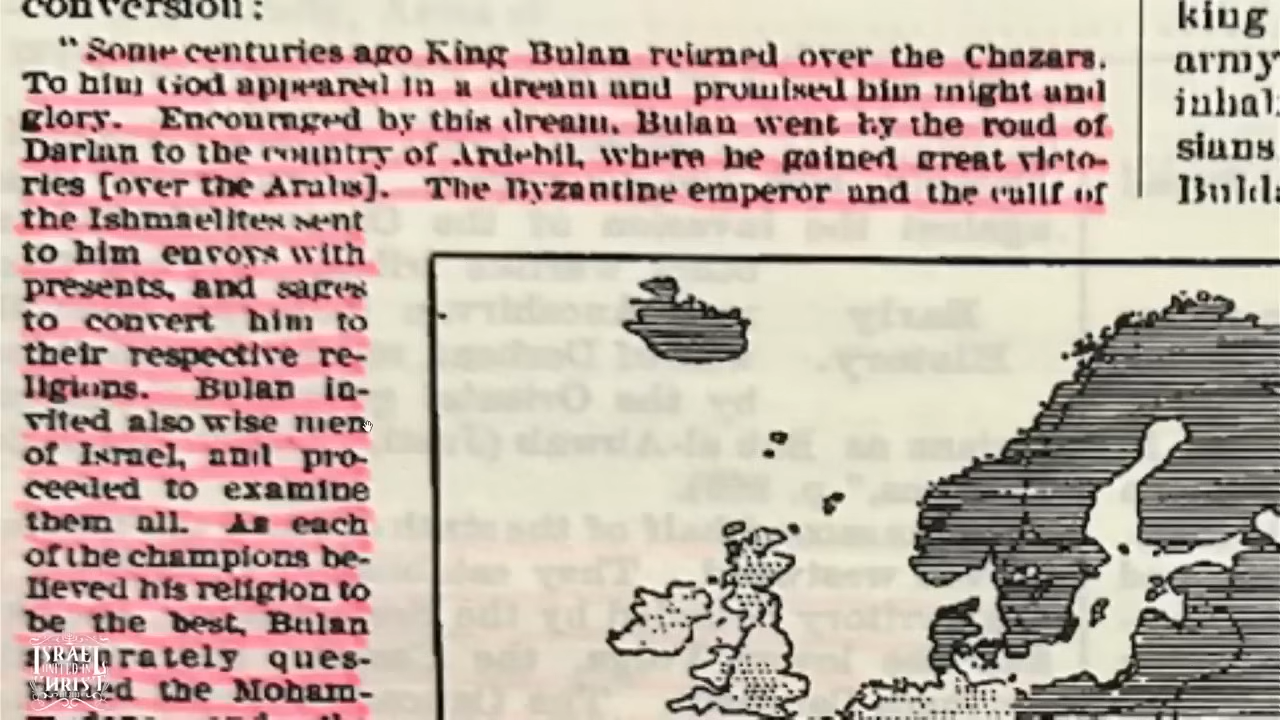 conversion:
"Some centuries ago King Bulan reigned over the Chazars.
To him God appeared in a dream and promised him might and
glory. Encouraged by this dream, Bulan went by the road of
Darlan to the country of Ardebil, where he gained great victo-
ries [over the Arabs]. The Byzantine emperor and the calif of
the Ishmaelites sent
to him envoys with
presents, and sages
to convert him to
their respective re-
ligions. Bulan in-
vited also wise men
of Israel, and pro-
ceeded to examine
them all. As each
of the champions be-
lieved his religion to
be the best, Bulan
rately ques-
the Moham-
king
army
sians
ISRAEL
UNITED IN
CHRIST